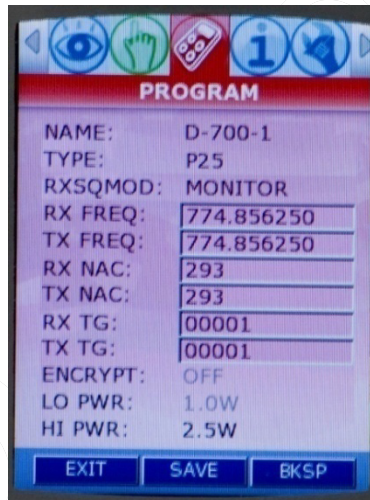 PROGRAM
NAME: D-700-1
TYPE: P25
RXSQMOD: MONITOR
RX FREQ: 774.856250
TX FREQ: 774.856250
RX NAC: 293
TX NAC: 293
RX TG: 00001
TX TG: 00001
ENCRYPT: OFF
LO PWR: 1.0W
HI PWR: 2.5W
EXIT SAVE BKSP